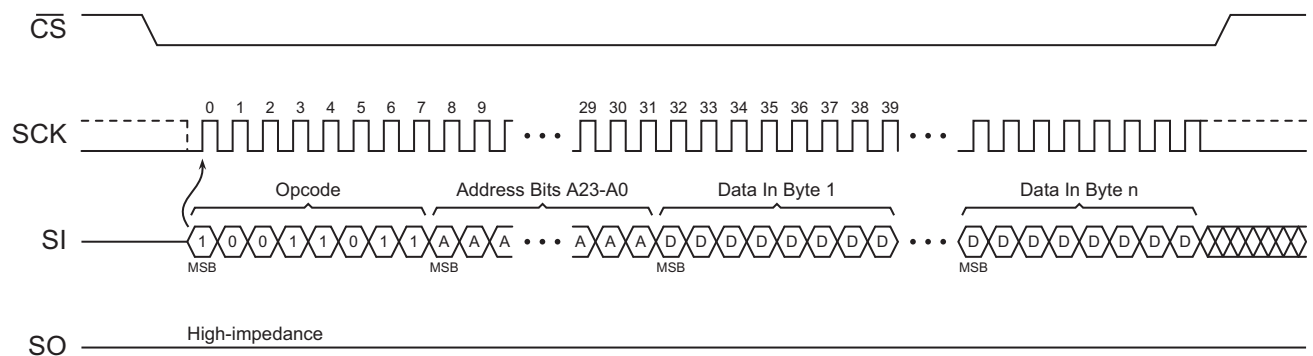 CS
0 1 2 3 4 5 6 7 8 9 29 30 31 32 33 34 35 36 37 38 39
SCK
Opcode Address Bits A23-A0 Data In Byte 1 Data In Byte n
SI 1 0 0 1 1 0 1 1 A A A A A A D D D D D D D D D D D D D D D D
MSB MSB MSB MSB
High-impedance
SO